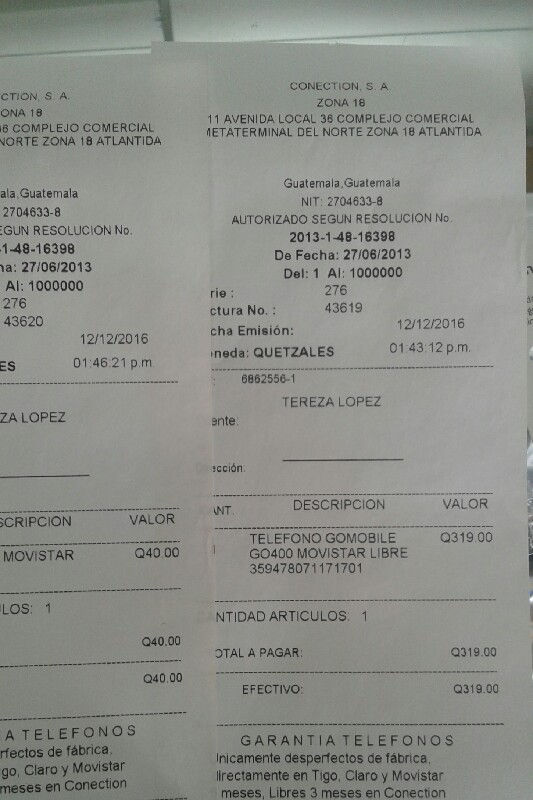 CTION, S. A.
ONA 18
36 COMPLEJO COMERCIAL
NORTE ZONA 18 ATLANTIDA
ala,Guatemala
2704633-8
EGUN RESOLUCION No.
-1-48-16398
ha: 27/06/2013
Al: 1000000
276
43620
12/12/2016
ES 01:46:21 p.m
ZA LOPEZ
SCRIPCION VALOR
MOVISTAR Q40.00
LOS: 1
Q40.00
Q40.00
A TELEFONOS
rfectos de fábrica,
igo, Claro y Movistar
meses en Conection
CONECTION, S. A.
ZONA 18
11 AVENIDA LOCAL 36 COMPLEJO COMERCIAL
METATERMINAL DEL NORTE ZONA 18 ATLANTIDA
Guatemala,Guatemala
NIT: 2704633-8
AUTORIZADO SEGUN RESOLUCION No.
2013-1-48-16398
De Fecha: 27/06/2013
Del: 1 Al: 1000000
rie : 276
ctura No. : 43619
cha Emisión: 12/12/2016
oneda: QUETZALES 01:43:12 p.m.
: 6862556-1
TEREZA LOPEZ
ente:
ección:
ANT. DESCRIPCION VALOR
TELEFONO GOMOBILE Q319.00
GO400 MOVISTAR LIBRE
359478071171701
NTIDAD ARTICULOS: 1
OTAL A PAGAR: Q319.00
EFECTIVO: Q319.00
GARANTIA TELEFONOS
Unicamente desperfectos de fábrica,
directamente en Tigo, Claro y Movistar
meses, Libres 3 meses en Conection